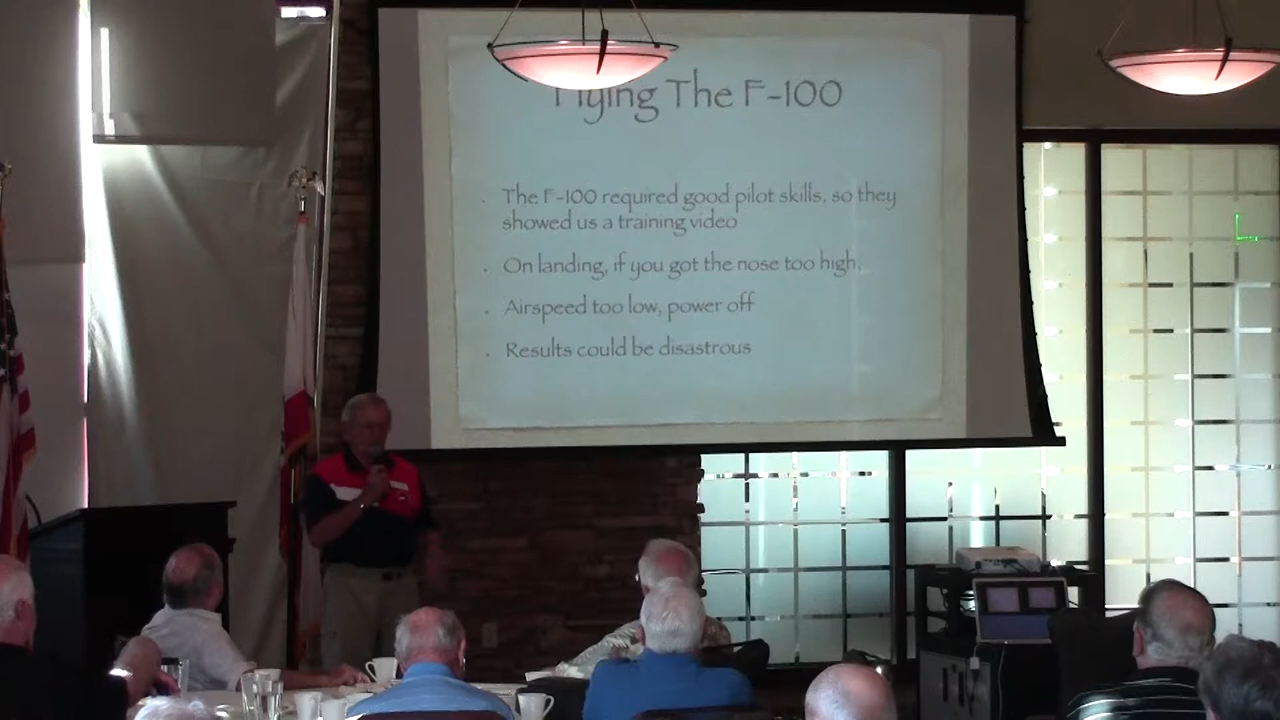 Flying The F-100
The F-100 required good pilot skills, so they
showed us a training video
On landing, if you got the nose too high,
Airspeed too low, power off
Results could be disastrous